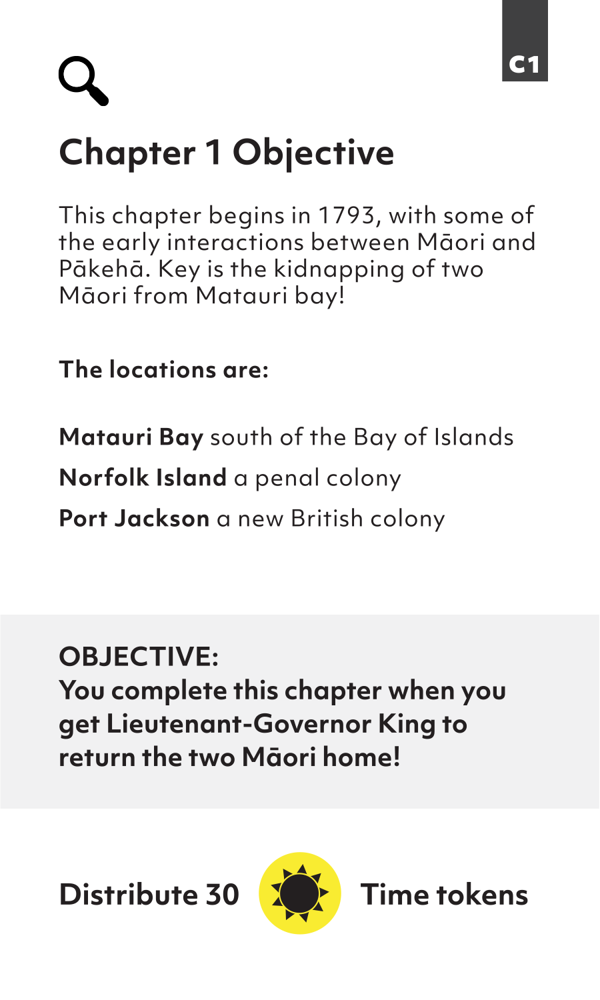 C1
Chapter 1 Objective
This chapter begins in 1793, with some of
the early interactions between Māori and
Pākehā. Key is the kidnapping of two
Māori from Matauri bay!
The locations are:
Matauri Bay south of the Bay of Islands
Norfolk Island a penal colony
Port Jackson a new British colony
OBJECTIVE:
You complete this chapter when you
get Lieutenant-Governor King to
return the two Māori home!
Distribute 30 Time tokens